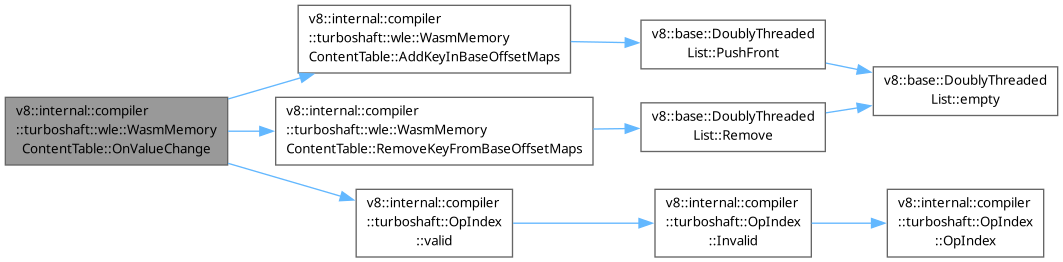 v8::internal::compiler
::turboshaft::wle::WasmMemory
ContentTable::OnValueChange
v8::internal::compiler
::turboshaft::wle::WasmMemory
ContentTable::AddKeyInBaseOffsetMaps
v8::base::DoublyThreaded
List::PushFront
v8::base::DoublyThreaded
List::empty
v8::internal::compiler
::turboshaft::wle::WasmMemory
ContentTable::RemoveKeyFromBaseOffsetMaps
v8::base::DoublyThreaded
List::Remove
v8::internal::compiler
::turboshaft::OpIndex
::valid
v8::internal::compiler
::turboshaft::OpIndex
::Invalid
v8::internal::compiler
::turboshaft::OpIndex
::OpIndex